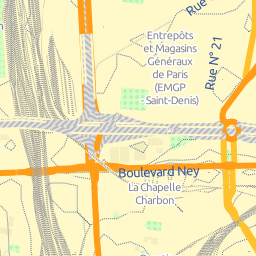 Entrepôts
et Magasins
Généraux
de Paris
(EMGP
Saint-Denis)
Rue N° 21
Boulevard Ney
La Chapelle
Charbon